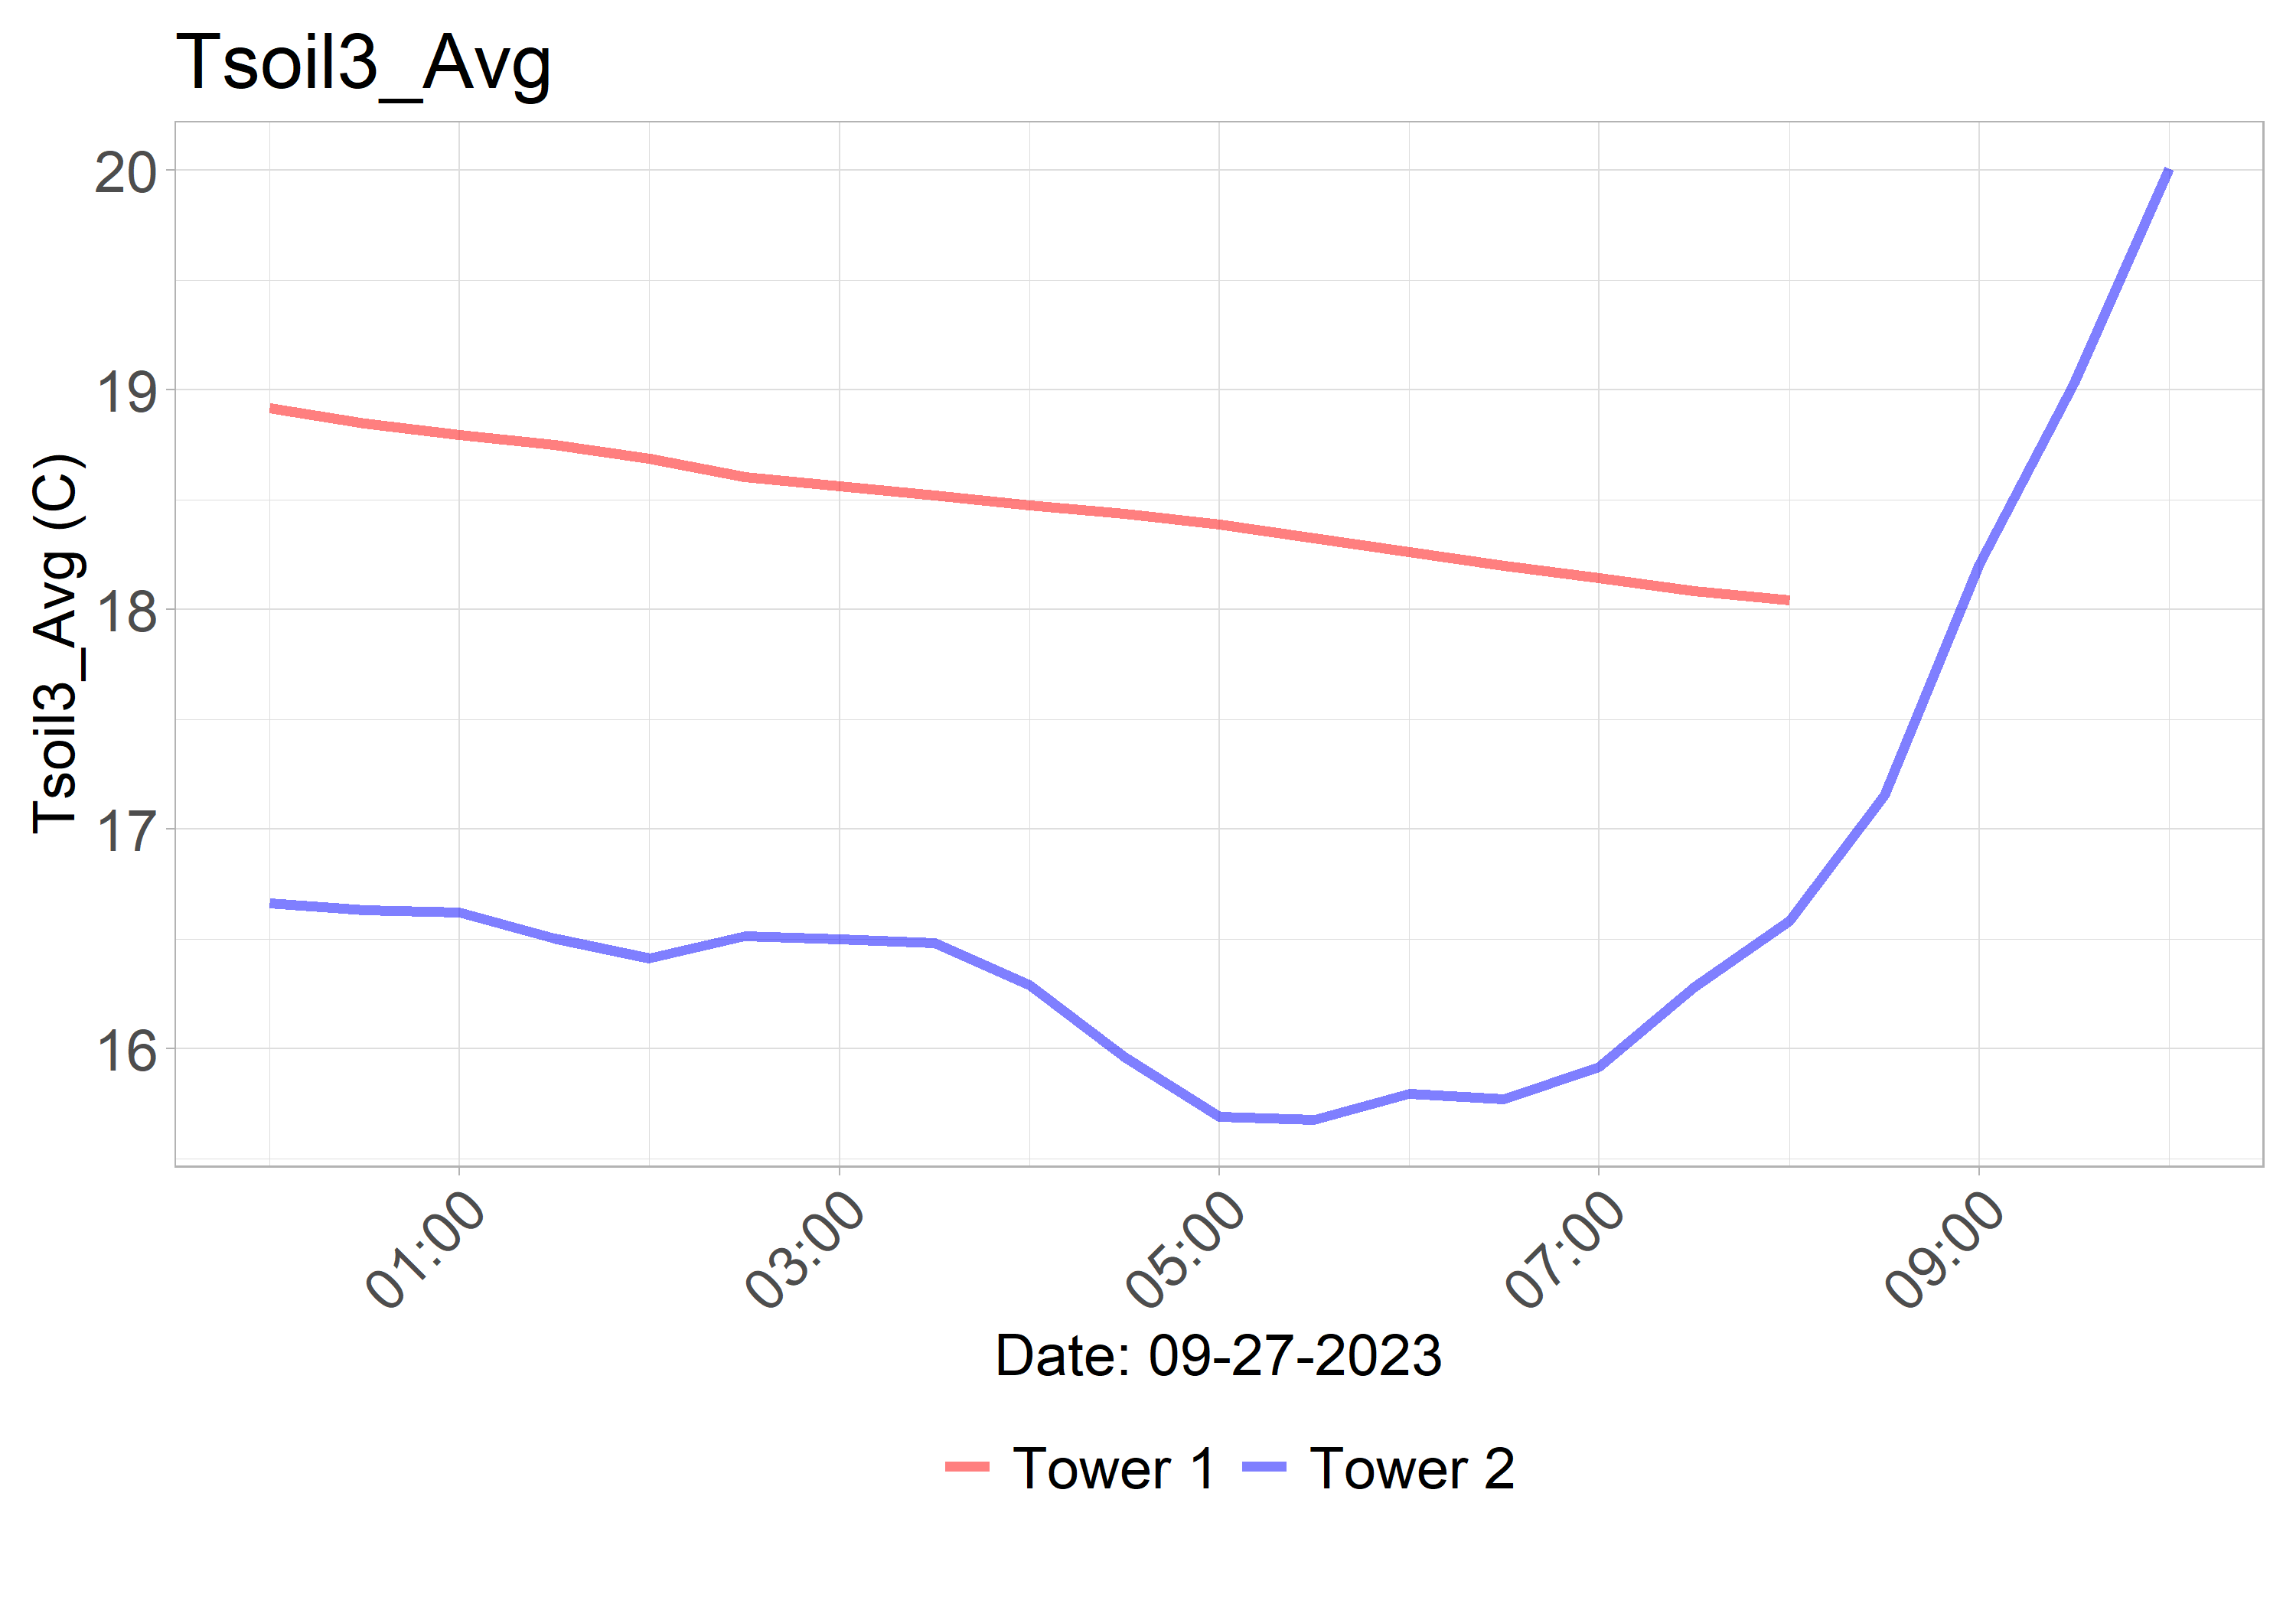 Tsoil3_Avg
Tsoil3_Avg (C)
20
19
18
17
16
01:00
03:00
05:00
07:00
09:00
Date: 09-27-2023
Tower 1
Tower 2